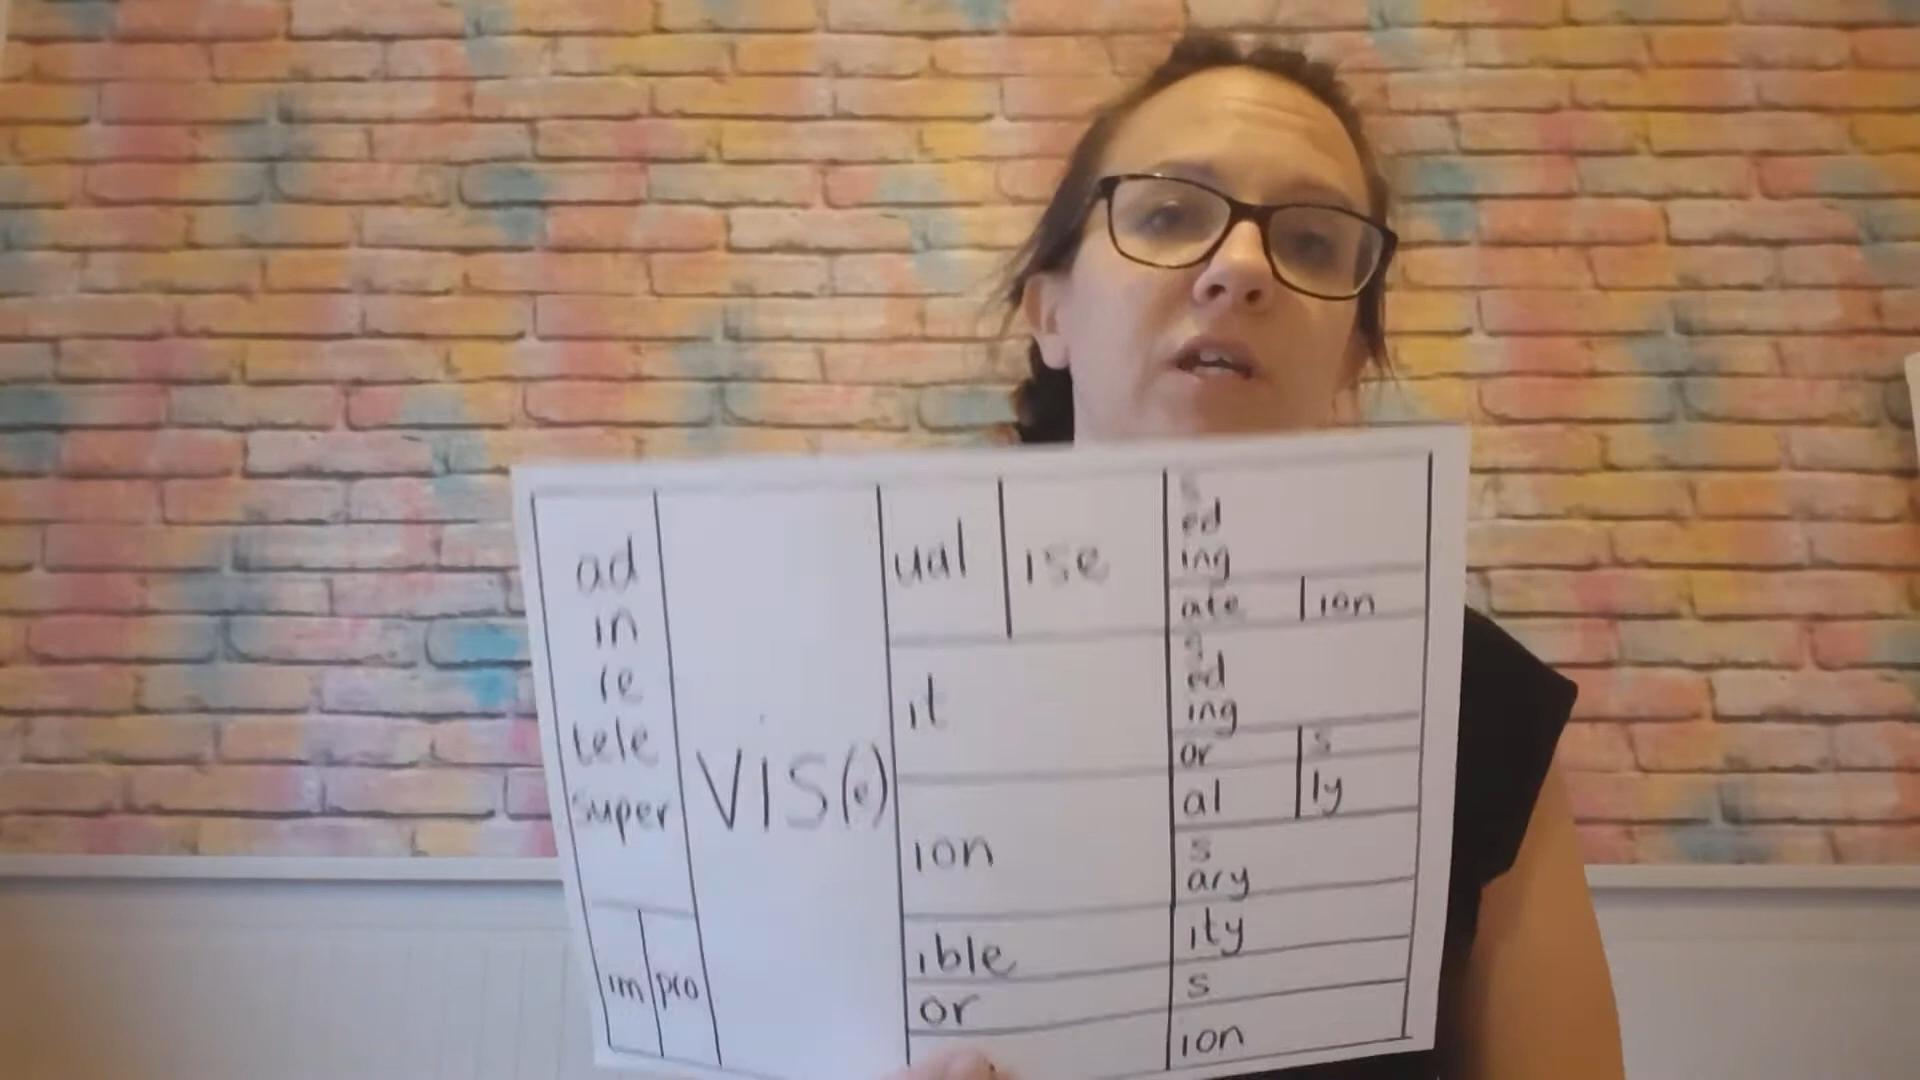 ad
in
re
tele
super
im pro
vis(e)
ual ise
it
ion
ible
or
s
ed
ing
ate ion
s
ed
ing
or s
al ly
s
ary
ity
s
ion